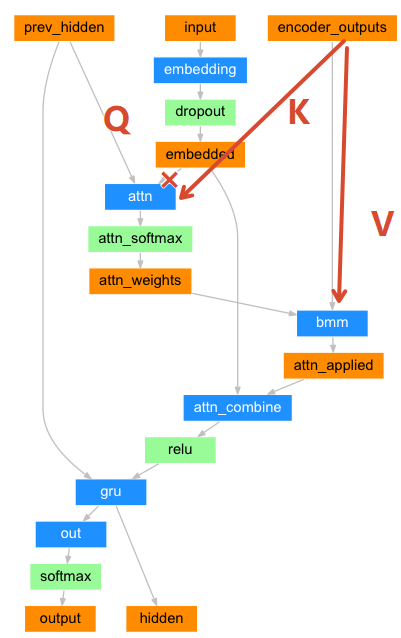 prev_hidden
input
encoder_outputs
embedding
dropout
Q
K
embedded
attn
attn_softmax
V
attn_weights
bmm
attn_applied
attn_combine
relu
gru
out
softmax
output
hidden